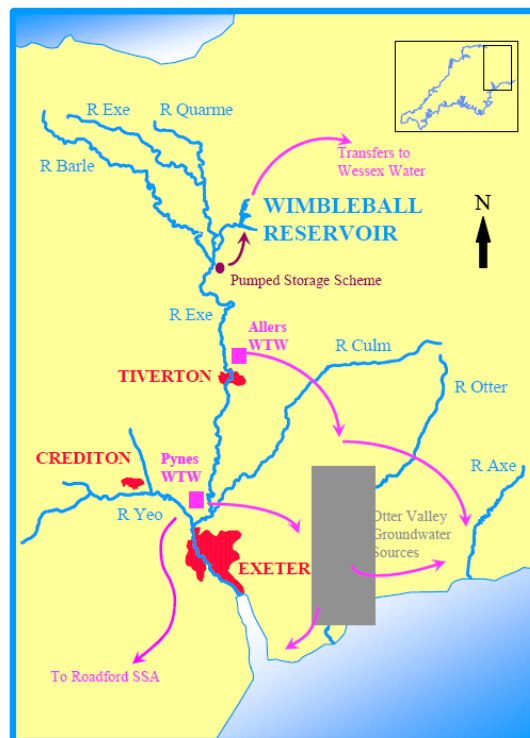 R Exe
R Quarme
R Barle
Transfers to
Wessex Water
WIMBLEBALL
RESERVOIR
N
Pumped Storage Scheme
R Exe
Allers
WTW
R Culm
TIVERTON
R Otter
CREDITON
Pynes
WTW
R Axe
R Yeo
Otter Valley
Groundwater
Sources
EXETER
To Roadford SSA